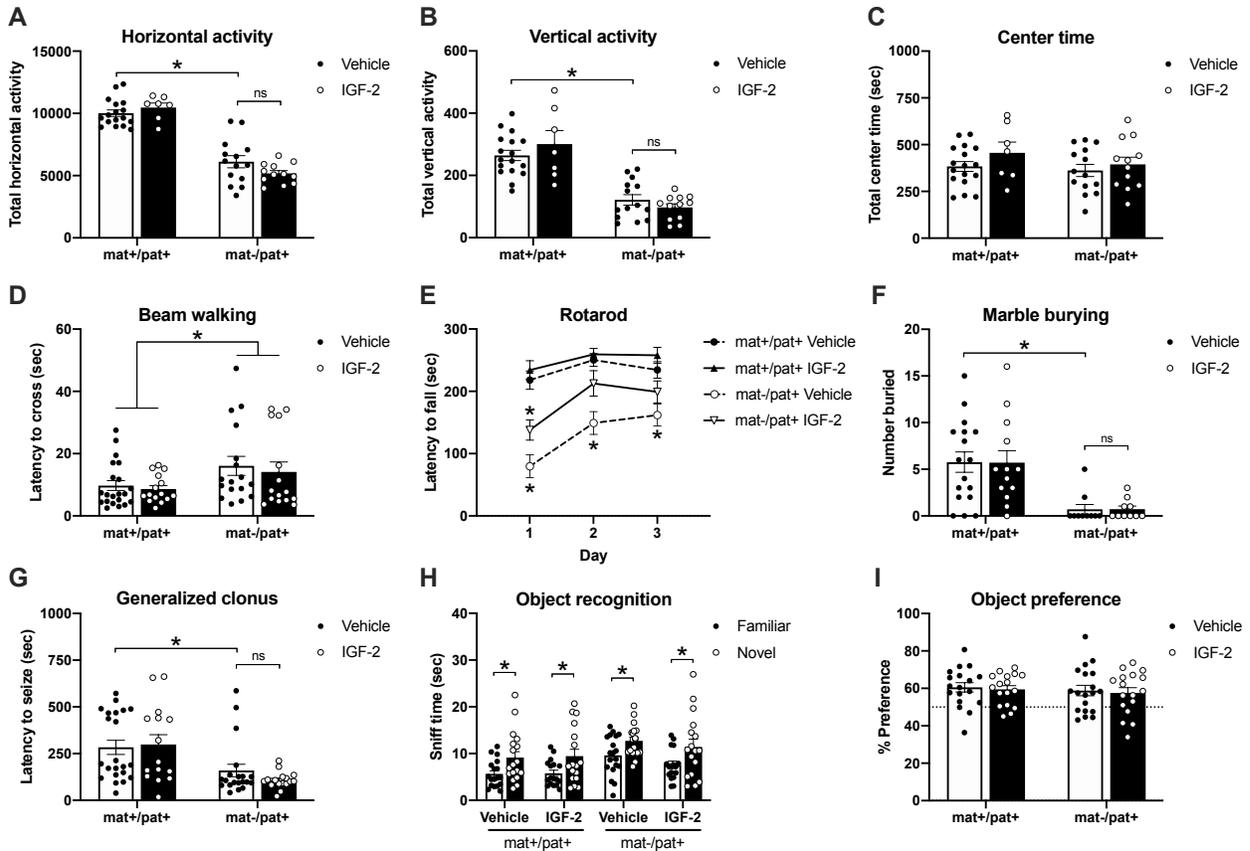 A
Horizontal activity
Total horizontal activity
15000
10000
5000
0
*
ns
mat+/pat+
mat-/pat+
Vehicle
IGF-2
B
Vertical activity
Total vertical activity
600
400
200
0
*
ns
mat+/pat+
mat-/pat+
Vehicle
IGF-2
C
Center time
Total center time (sec)
1000
750
500
250
0
mat+/pat+
mat-/pat+
Vehicle
IGF-2
D
Beam walking
Latency to cross (sec)
60
40
20
0
*
mat+/pat+
mat-/pat+
Vehicle
IGF-2
E
Rotarod
Latency to fall (sec)
300
200
100
0
*
*
*
*
1
2
3
Day
mat+/pat+ Vehicle
mat+/pat+ IGF-2
mat-/pat+ Vehicle
mat-/pat+ IGF-2
F
Marble burying
Number buried
20
15
10
5
0
*
ns
mat+/pat+
mat-/pat+
Vehicle
IGF-2
G
Generalized clonus
Latency to seize (sec)
1000
750
500
250
0
*
ns
mat+/pat+
mat-/pat+
Vehicle
IGF-2
H
Object recognition
Sniff time (sec)
40
30
20
10
0
*
*
*
*
Vehicle
IGF-2
Vehicle
IGF-2
mat+/pat+
mat-/pat+
Familiar
Novel
I
Object preference
% Preference
100
80
60
40
20
0
mat+/pat+
mat-/pat+
Vehicle
IGF-2